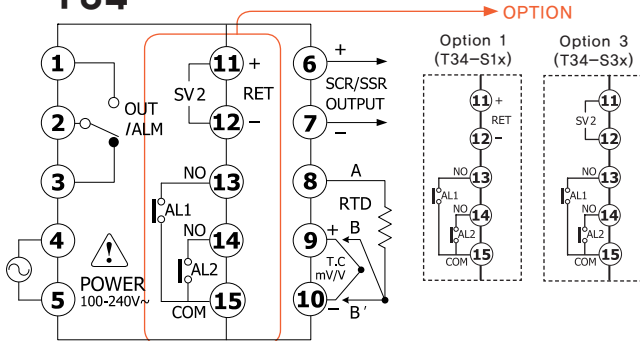 T34
OPTION
1
2
3
4
5
OUT
/ALM
POWER
100-240V~
11 +
SV2
RET
12 −
NO 13
AL1
NO 14
AL2
15
COM
6 +
SCR/SSR
OUTPUT
7 −
8 A
RTD
9 + B
T.C
mV/V
10 − B'
Option 1
(T34−S1x)
11 +
RET
12 −
NO 13
AL1
NO 14
AL2
COM 15
Option 3
(T34−S3x)
11
SV2
12
NO 13
AL1
NO 14
AL2
COM 15